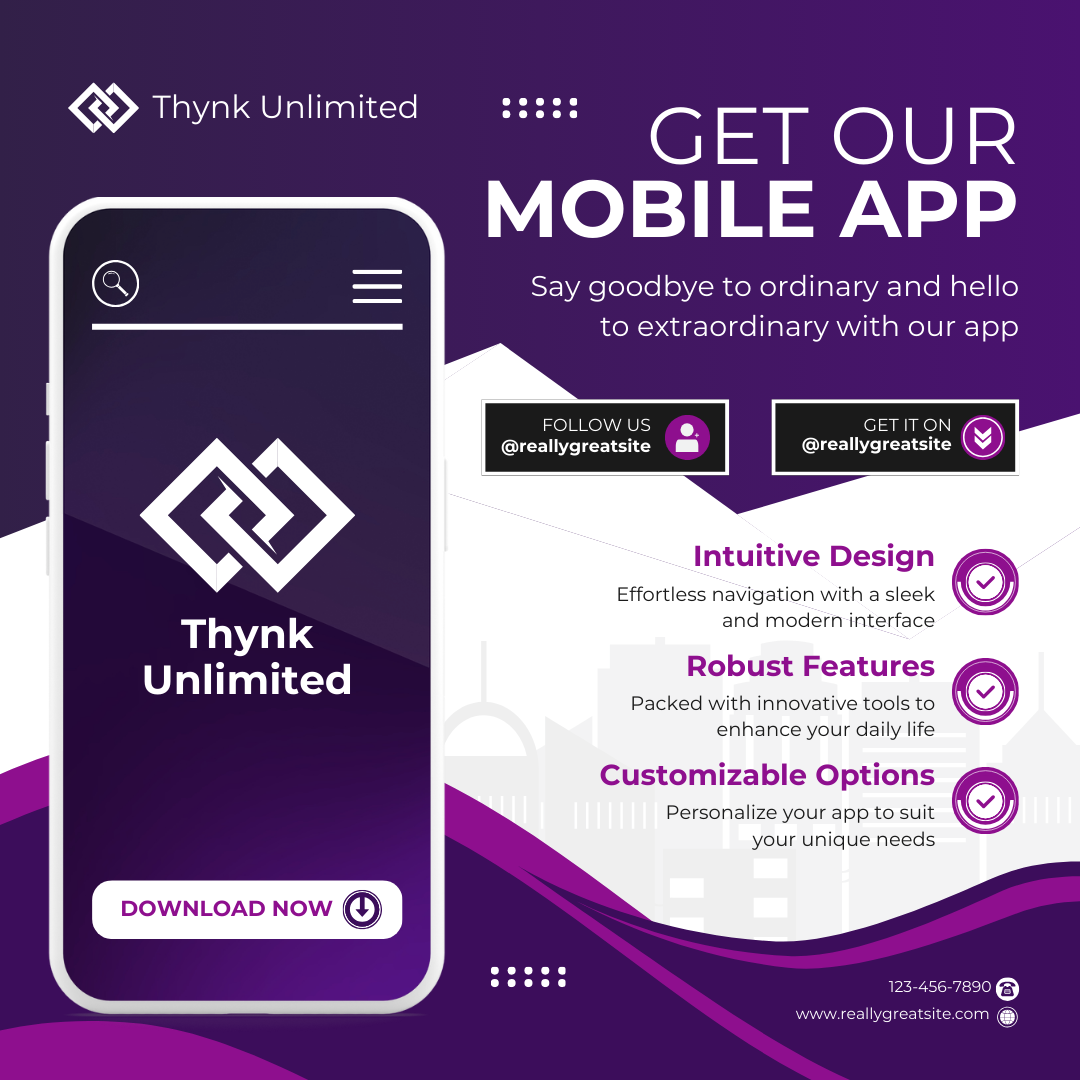 Thynk Unlimited
GET OUR
MOBILE APP
Say goodbye to ordinary and hello
to extraordinary with our app
FOLLOW US
@reallygreatsite
GET IT ON
@reallygreatsite
Thynk
Unlimited
DOWNLOAD NOW
Intuitive Design
Effortless navigation with a sleek
and modern interface
Robust Features
Packed with innovative tools to
enhance your daily life
Customizable Options
Personalize your app to suit
your unique needs
123-456-7890
www.reallygreatsite.com